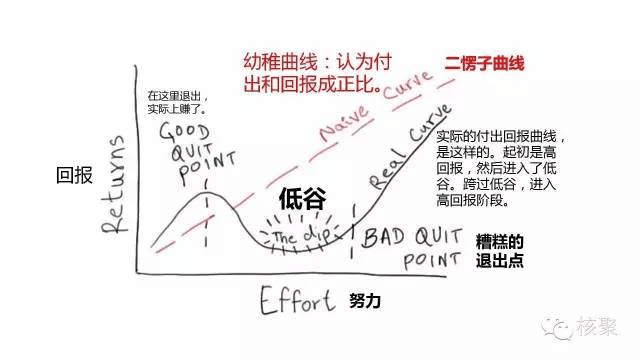 幼稚曲线：认为付
出和回报成正比。
二愣子曲线
在这里退出，
实际上赚了。
GOOD
QUIT
POINT
Naive Curve
Real Curve
实际的付出回报曲线，
是这样的。起初是高
回报，然后进入了低
谷。跨过低谷，进入
高回报阶段。
回报
Returns
低谷
The dip
BAD QUIT
POINT
糟糕的
退出点
Effort
努力
核聚